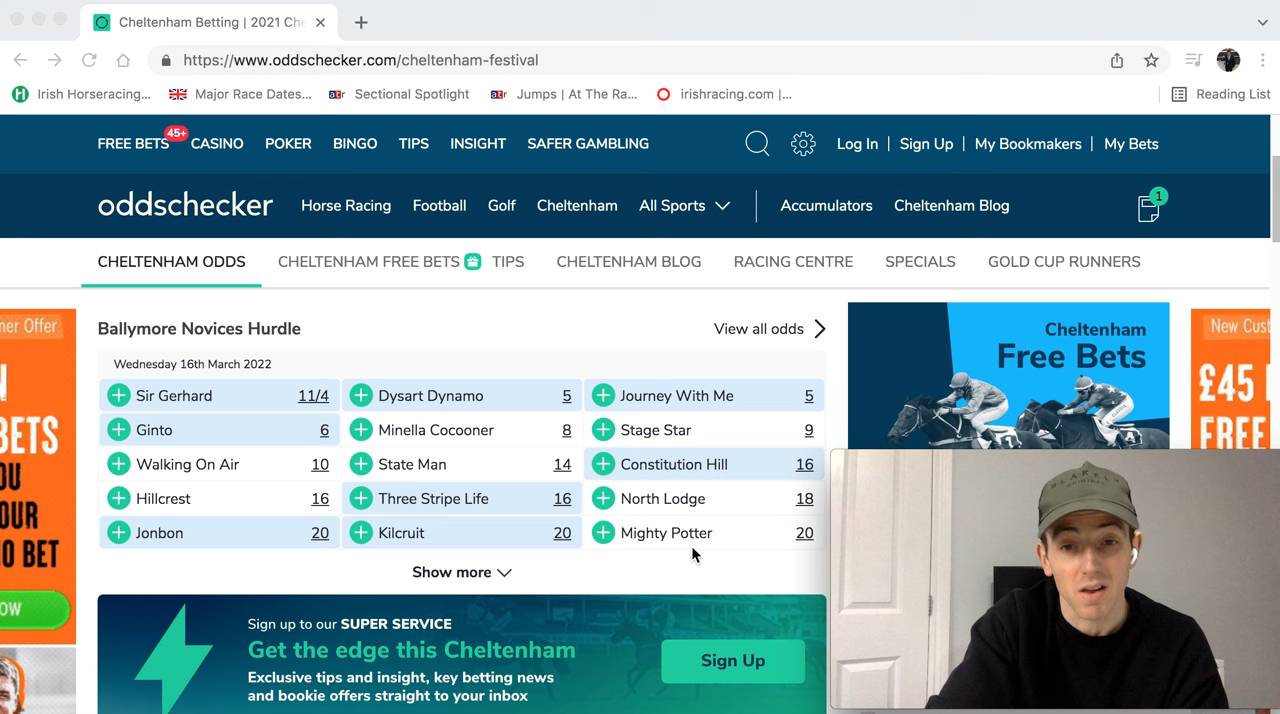 Cheltenham Betting | 2021 Che
https://www.oddschecker.com/cheltenham-festival
Irish Horseracing... Major Race Dates... atr Sectional Spotlight atr Jumps | At The Ra... irishracing.com |... Reading List
FREE BETS 45+ CASINO POKER BINGO TIPS INSIGHT SAFER GAMBLING Log In | Sign Up | My Bookmakers | My Bets
oddschecker Horse Racing Football Golf Cheltenham All Sports Accumulators Cheltenham Blog 1
CHELTENHAM ODDS CHELTENHAM FREE BETS TIPS CHELTENHAM BLOG RACING CENTRE SPECIALS GOLD CUP RUNNERS
Ballymore Novices Hurdle View all odds
Wednesday 16th March 2022
Sir Gerhard 11/4 Dysart Dynamo 5 Journey With Me 5
Ginto 6 Minella Cocooner 8 Stage Star 9
Walking On Air 10 State Man 14 Constitution Hill 16
Hillcrest 16 Three Stripe Life 16 North Lodge 18
Jonbon 20 Kilcruit 20 Mighty Potter 20
Show more
Sign up to our SUPER SERVICE
Get the edge this Cheltenham
Exclusive tips and insight, key betting news
and bookie offers straight to your inbox
Sign Up
Cheltenham
Free Bets
mer Offer
BETS
OU
OUR
O BET
OW
New Cust
£45
FREE